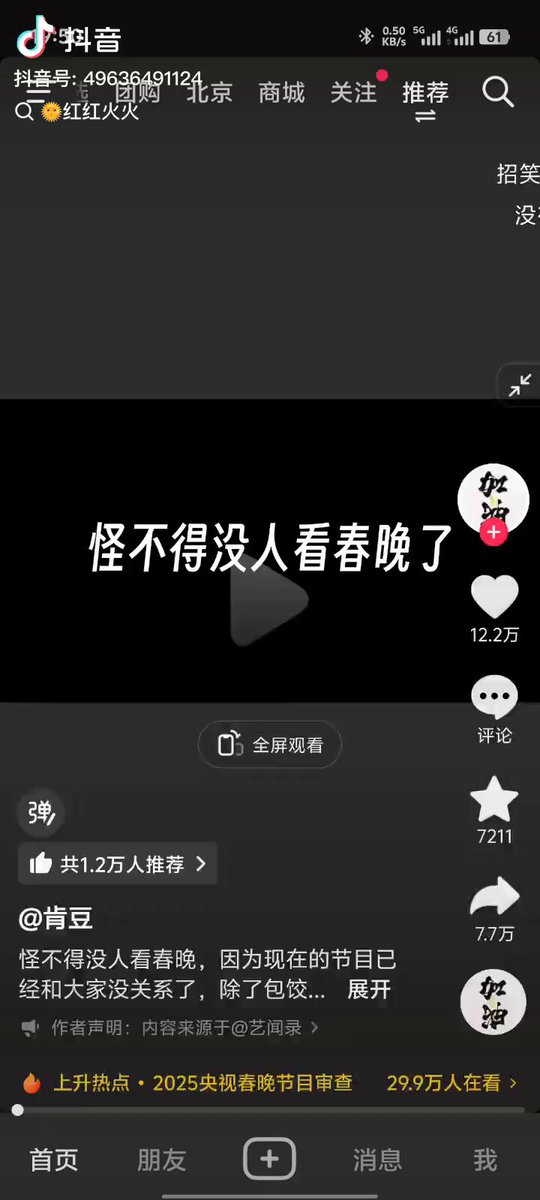 抖音
0.50 KB/s 5G 4G 61
抖音号: 49636491124
团购 北京 商城 关注 推荐
🌞红红火火
招笑
没
怪不得没人看春晚了
12.2万
评论
全屏观看
弹
7211
共1.2万人推荐
7.7万
@肯豆
怪不得没人看春晚，因为现在的节目已
经和大家没关系了，除了包饺... 展开
作者声明：内容来源于@艺闻录
上升热点 • 2025央视春晚节目审查 29.9万人在看
首页 朋友 消息 我